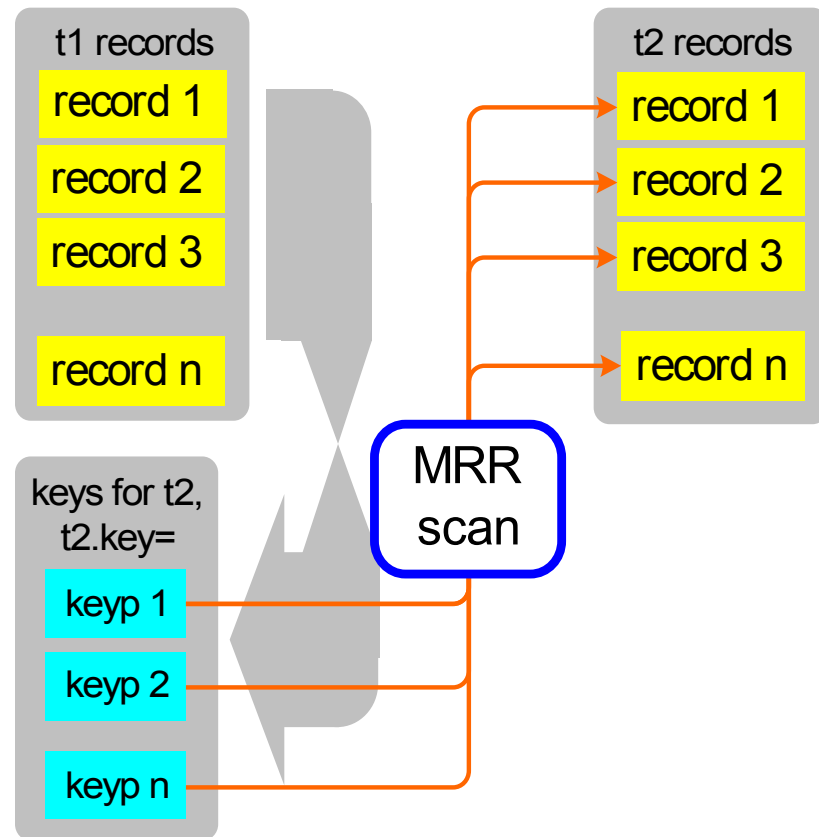 t1 records
record 1
record 2
record 3
record n
keys for t2,
t2.key=
keyp 1
keyp 2
keyp n
MRR
scan
t2 records
record 1
record 2
record 3
record n